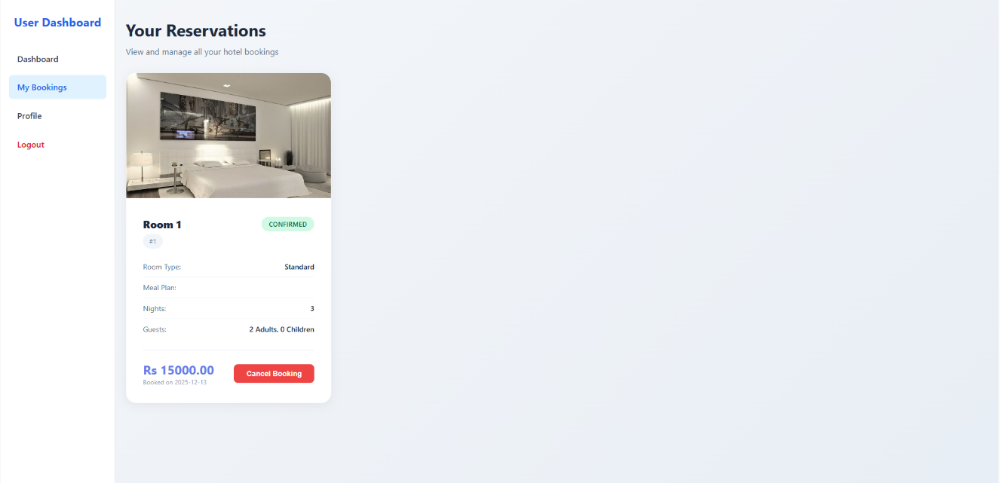 User Dashboard
Dashboard
My Bookings
Profile
Logout
Your Reservations
View and manage all your hotel bookings
Room 1
CONFIRMED
#1
Room Type: Standard
Meal Plan:
Nights: 3
Guests: 2 Adults, 0 Children
Rs 15000.00
Booked on 2025-12-13
Cancel Booking